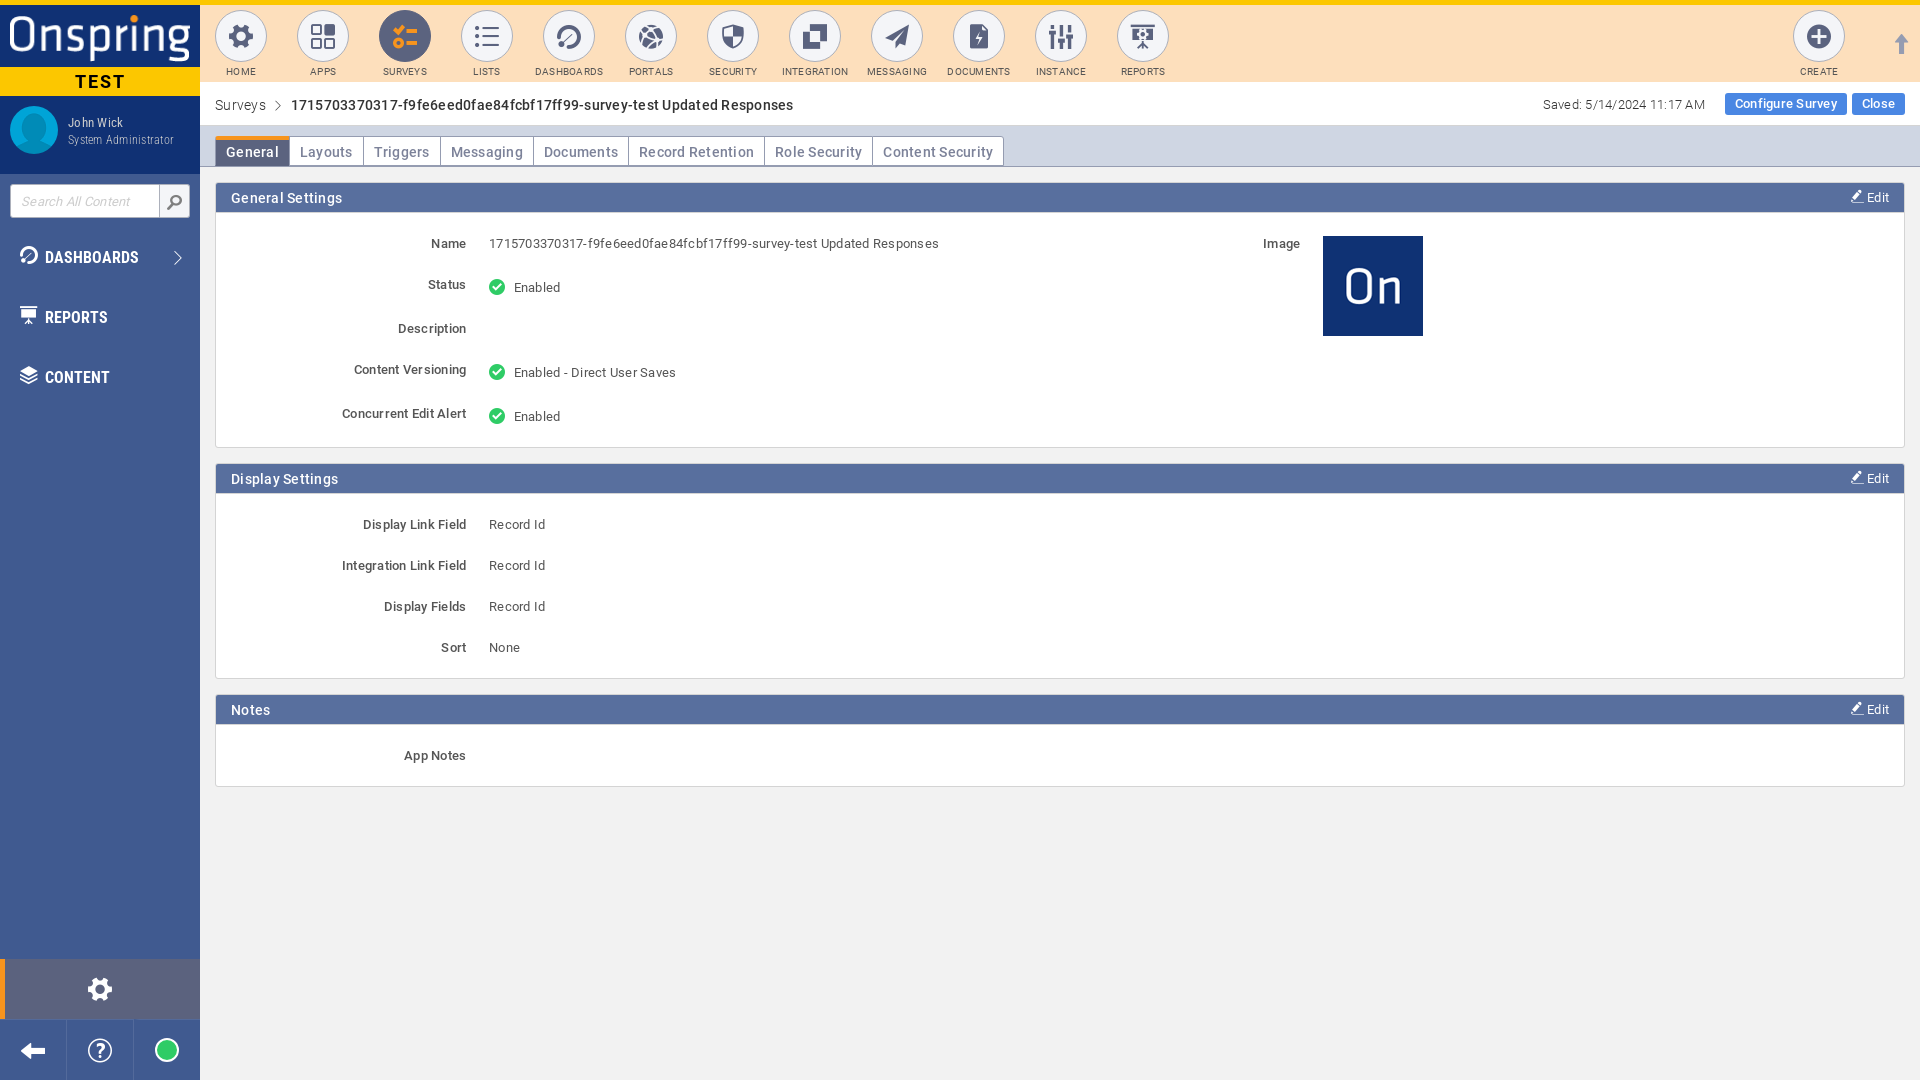 Onspring
TEST
John Wick
System Administrator
Search All Content
DASHBOARDS
REPORTS
CONTENT
HOME
APPS
SURVEYS
LISTS
DASHBOARDS
PORTALS
SECURITY
INTEGRATION
MESSAGING
DOCUMENTS
INSTANCE
REPORTS
CREATE
Surveys
1715703370317-f9fe6eed0fae84fcbf17ff99-survey-test Updated Responses
Saved: 5/14/2024 11:17 AM
Configure Survey
Close
General
Layouts
Triggers
Messaging
Documents
Record Retention
Role Security
Content Security
General Settings
Edit
Name
1715703370317-f9fe6eed0fae84fcbf17ff99-survey-test Updated Responses
Image
On
Status
Enabled
Description
Content Versioning
Enabled - Direct User Saves
Concurrent Edit Alert
Enabled
Display Settings
Edit
Display Link Field
Record Id
Integration Link Field
Record Id
Display Fields
Record Id
Sort
None
Notes
Edit
App Notes